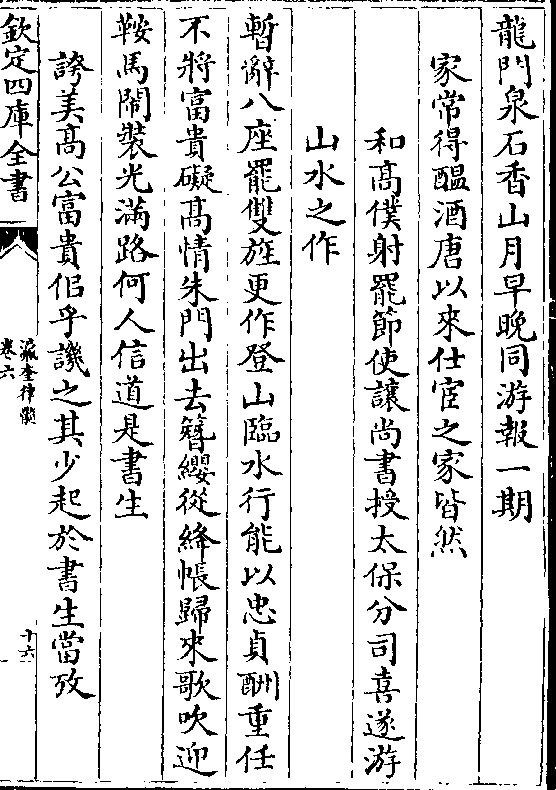 龍門泉石香山月早晚同游報一期
家常得醖酒唐以來仕宦之家皆然
和髙僕射罷節使讓尚書授太保分司喜遂游
山水之作
暫辭八座罷雙旌更作登山臨水行能以忠貞酬重任
不將富貴礙髙情朱門出去簪纓從絳帳歸來歌吹迎
鞍馬閙裝光滿路何人信道是書生
誇美髙公富貴侣乎譏之其少起於書生當攷
欽定四庫全書
瀛奎律髓
卷六
十六